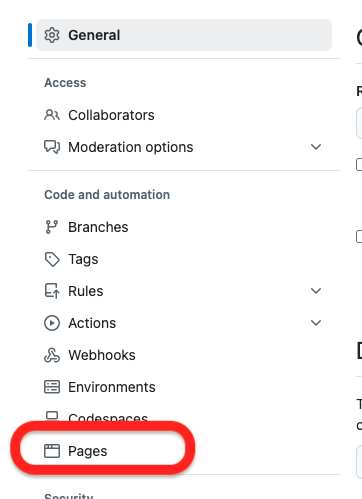 General
Access
Collaborators
Moderation options
Code and automation
Branches
Tags
Rules
Actions
Webhooks
Environments
Codespaces
Pages
Security